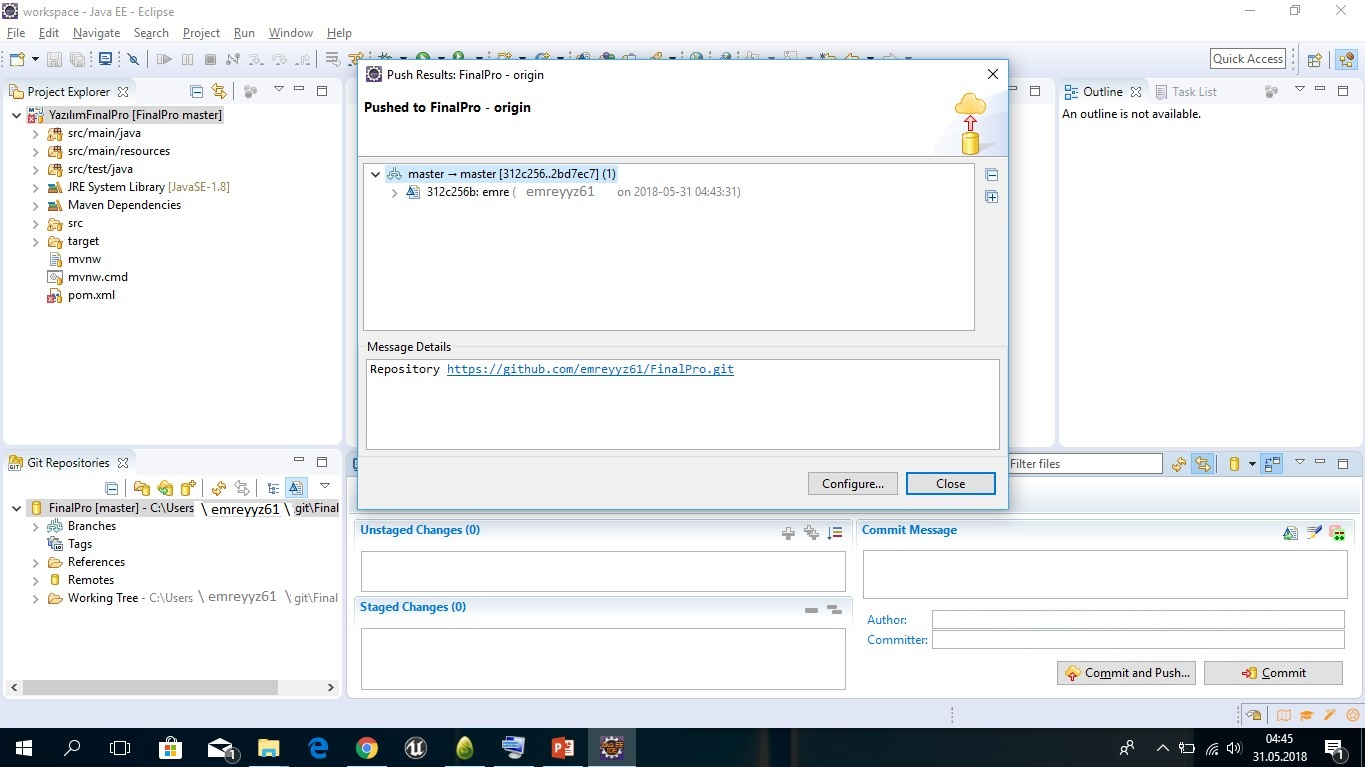 workspace - Java EE - Eclipse
File Edit Navigate Search Project Run Window Help
Quick Access
Project Explorer
YazılımFınalPro [FinalPro master]
src/main/java
src/main/resources
src/test/java
JRE System Library [JavaSE-1.8]
Maven Dependencies
src
target
mvnw
mvnw.cmd
pom.xml
Push Results: FinalPro - origin
Pushed to FinalPro - origin
master → master [312c256..2bd7ec7] (1)
312c256b: emre ( emreyyz61 on 2018-05-31 04:43:31)
Message Details
Repository https://github.com/emreyyz61/FinalPro.git
Configure... Close
Outline Task List
An outline is not available.
Git Repositories
FinalPro [master] - C:\Users \ emreyyz61 \ git\Final
Branches
Tags
References
Remotes
Working Tree - C:\Users \ emreyyz61 \ git\Final
Filter files
Unstaged Changes (0)
Staged Changes (0)
Commit Message
Author:
Committer:
Commit and Push... Commit
04:45
31.05.2018